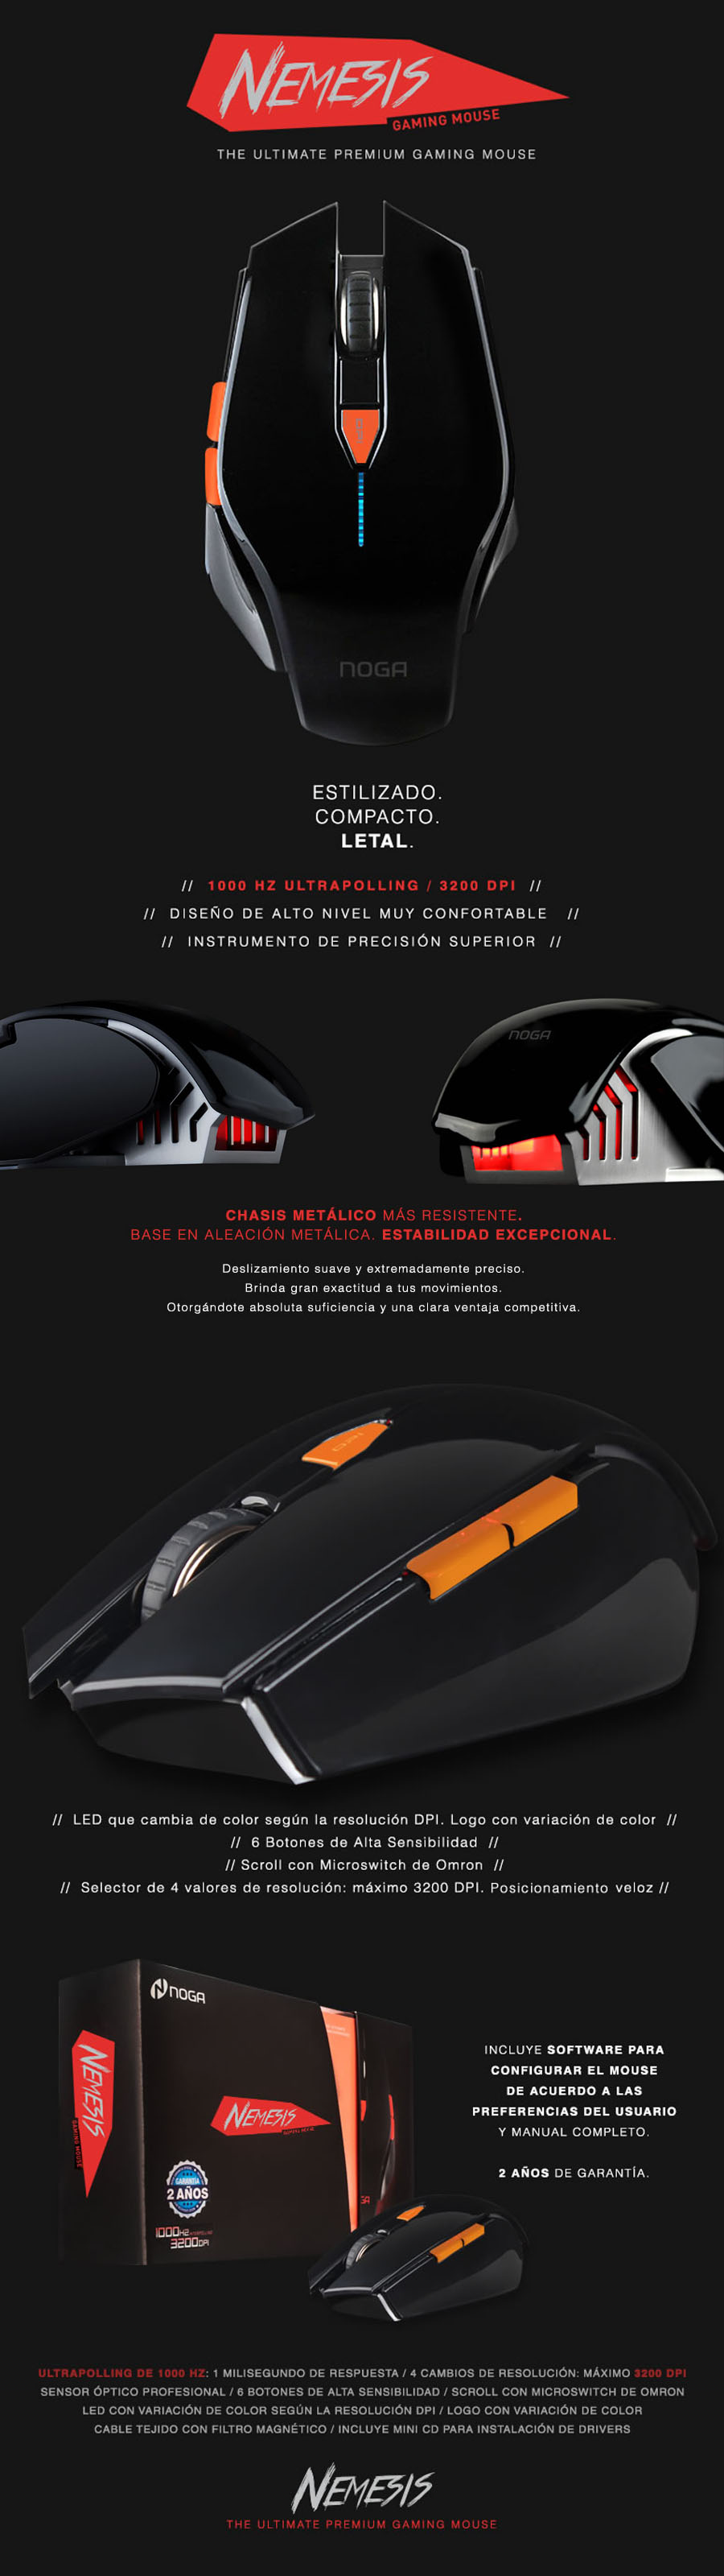 NEMESIS
GAMING MOUSE
THE ULTIMATE PREMIUM GAMING MOUSE
NOGA
ESTILIZADO.
COMPACTO.
LETAL.
// 1000 HZ ULTRAPOLLING / 3200 DPI //
// DISEÑO DE ALTO NIVEL MUY CONFORTABLE //
// INSTRUMENTO DE PRECISIÓN SUPERIOR //
NOGA
CHASIS METÁLICO MÁS RESISTENTE.
BASE EN ALEACIÓN METÁLICA. ESTABILIDAD EXCEPCIONAL.
Deslizamiento suave y extremadamente preciso.
Brinda gran exactitud a tus movimientos.
Otorgándote absoluta suficiencia y una clara ventaja competitiva.
DPI
// LED que cambia de color según la resolución DPI. Logo con variación de color //
// 6 Botones de Alta Sensibilidad //
// Scroll con Microswitch de Omron //
// Selector de 4 valores de resolución: máximo 3200 DPI. Posicionamiento veloz //
NOGA
NEMESIS
GAMING MOUSE
NEMESIS
GARANTIA
2 AÑOS
1000HZ
3200DPI
INCLUYE SOFTWARE PARA
CONFIGURAR EL MOUSE
DE ACUERDO A LAS
PREFERENCIAS DEL USUARIO
Y MANUAL COMPLETO.
2 AÑOS DE GARANTÍA.
ULTRAPOLLING DE 1000 HZ: 1 MILISEGUNDO DE RESPUESTA / 4 CAMBIOS DE RESOLUCIÓN: MÁXIMO 3200 DPI
SENSOR ÓPTICO PROFESIONAL / 6 BOTONES DE ALTA SENSIBILIDAD / SCROLL CON MICROSWITCH DE OMRON
LED CON VARIACIÓN DE COLOR SEGÚN LA RESOLUCIÓN DPI / LOGO CON VARIACIÓN DE COLOR
CABLE TEJIDO CON FILTRO MAGNÉTICO / INCLUYE MINI CD PARA INSTALACIÓN DE DRIVERS
NEMESIS
THE ULTIMATE PREMIUM GAMING MOUSE